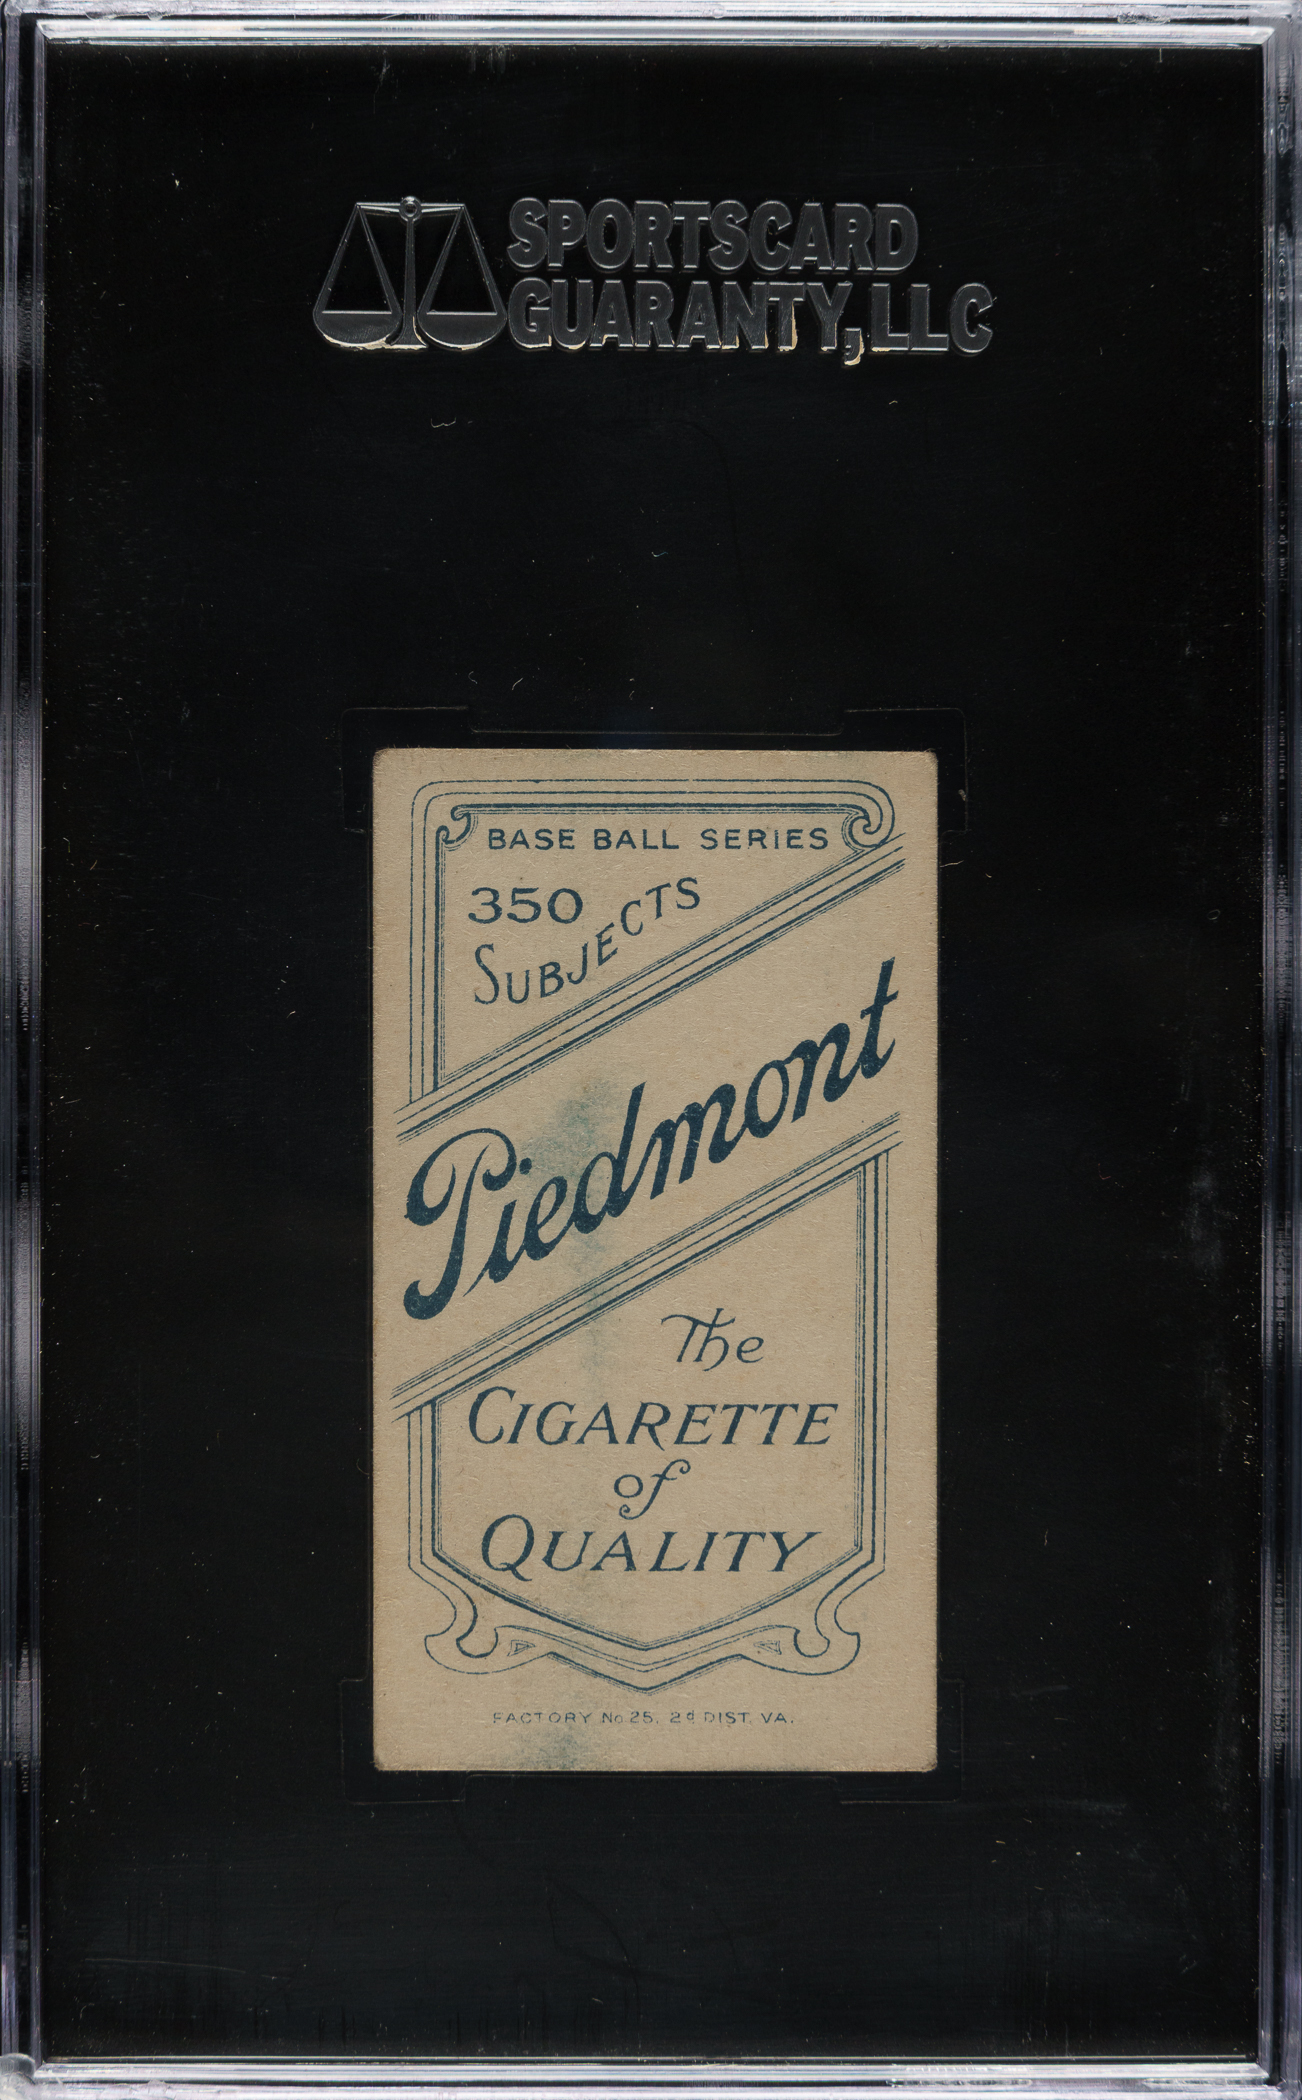 SPORTSCARD
GUARANTY, LLC
BASE BALL SERIES
350
SUBJECTS
Piedmont
The
CIGARETTE
of
QUALITY
FACTORY No 25. 2d DIST. VA.